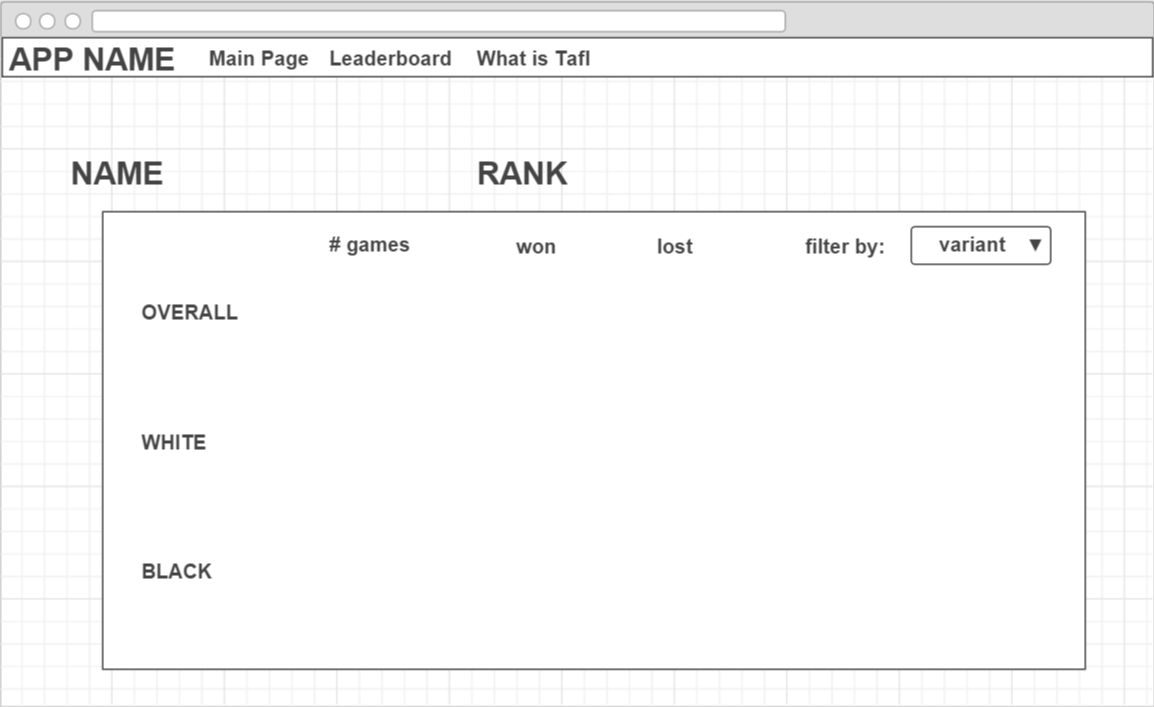 APP NAME Main Page Leaderboard What is Tafl
NAME RANK
# games won lost filter by: variant ▼
OVERALL
WHITE
BLACK